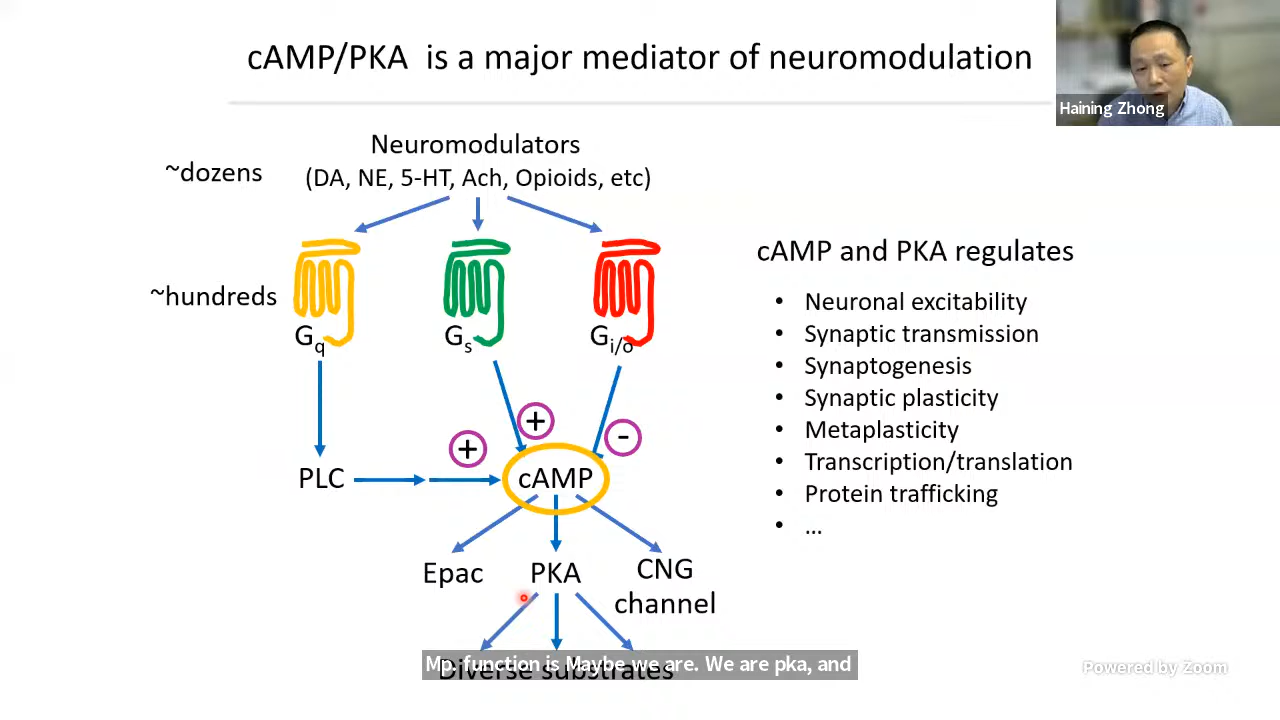 cAMP/PKA is a major mediator of neuromodulation
Haining Zhong
Neuromodulators
~dozens
(DA, NE, 5-HT, Ach, Opioids, etc)
~hundreds
Gq
Gs
Gi/o
cAMP and PKA regulates
• Neuronal excitability
• Synaptic transmission
• Synaptogenesis
• Synaptic plasticity
• Metaplasticity
• Transcription/translation
• Protein trafficking
• ...
+
+
-
PLC
cAMP
Epac
PKA
CNG
channel
Diverse substrates
Mp. function is Maybe we are. We are pka, and
Powered by Zoom